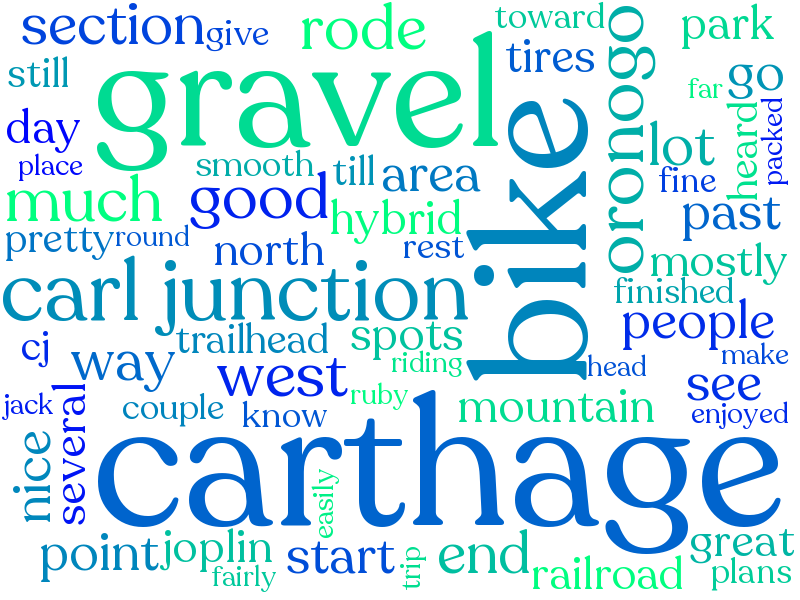 section
give
rode
toward
park
still
gravel
tires
go
far
day
bike
oronogo
lot
heard
packed
place
smooth
till
area
fine
much
good
hybrid
past
pretty
round
north
rest
mostly
carl junction
finished
people
cj
trailhead
spots
make
way
west
riding
head
see
jack
several
couple
know
ruby
mountain
enjoyed
nice
carthage
easily
point
joplin
start
end
great
fairly
trip
railroad
plans